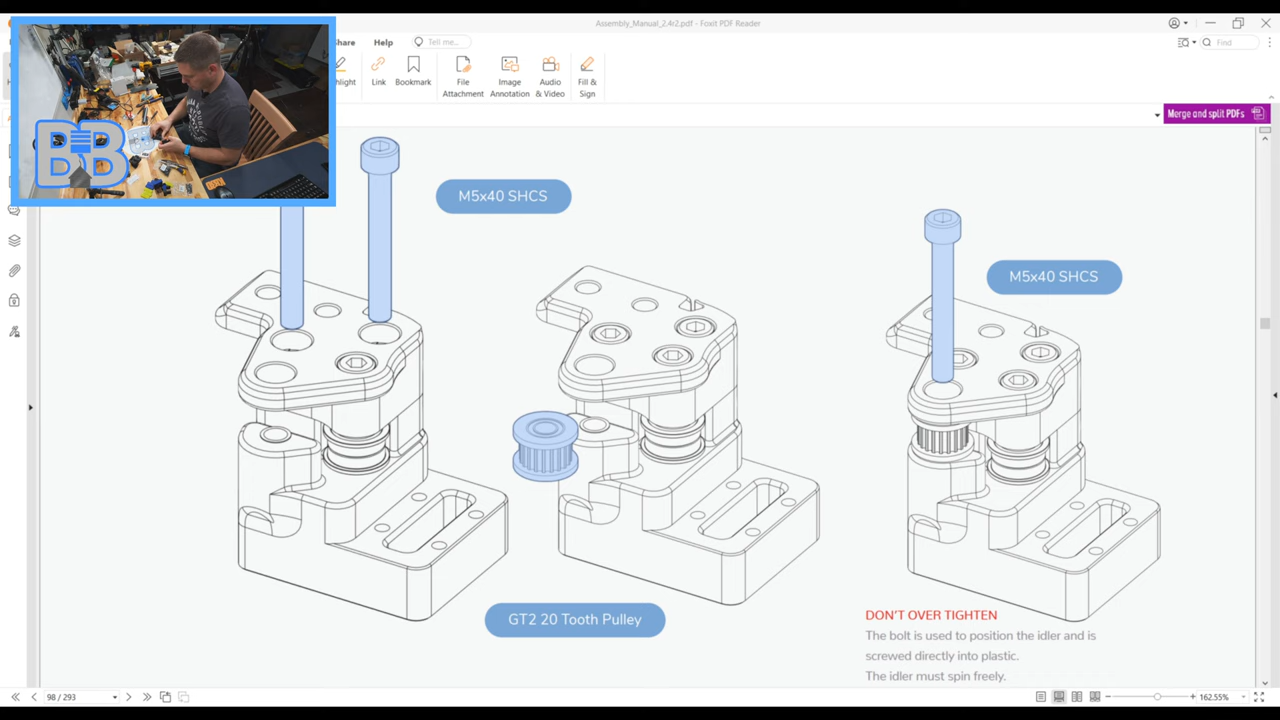 Assembly_Manual_2.4r2.pdf - Foxit PDF Reader
Share
Help
Tell me...
Find
hlight
Link
Bookmark
File Attachment
Image Annotation
Audio & Video
Fill & Sign
Merge and split PDFs
BB
M5x40 SHCS
M5x40 SHCS
GT2 20 Tooth Pulley
DON'T OVER TIGHTEN
The bolt is used to position the idler and is
screwed directly into plastic.
The idler must spin freely.
98 / 293
162.55%